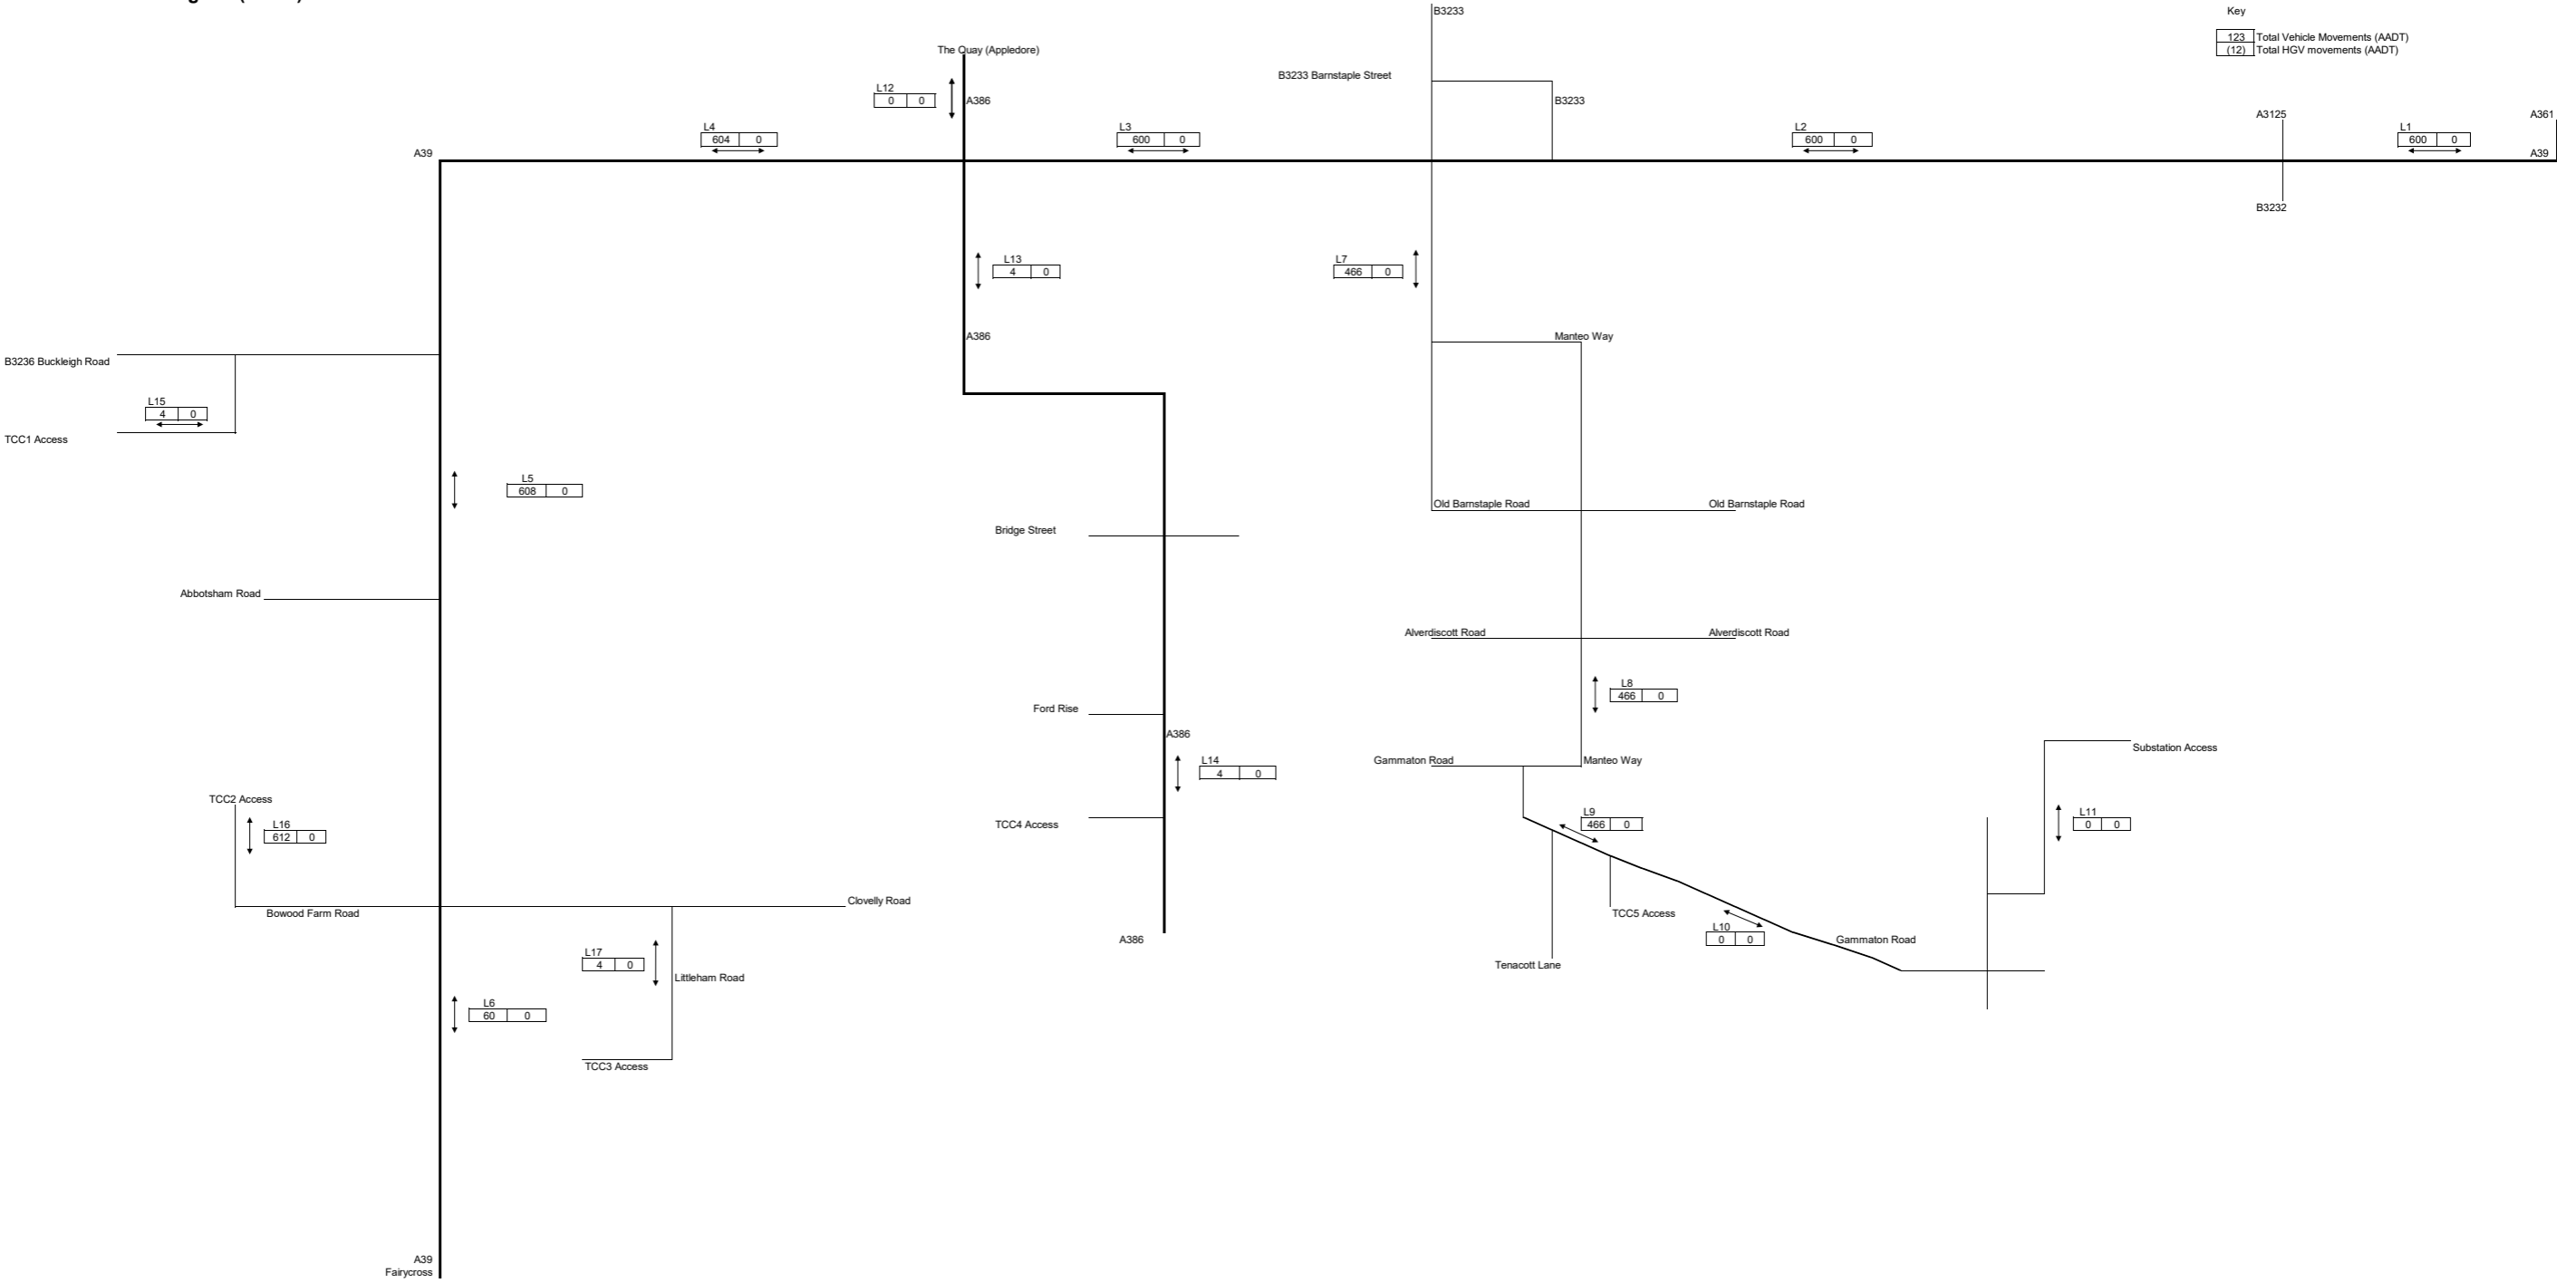 B3233
Key
123 Total Vehicle Movements (AADT)
(12) Total HGV movements (AADT)
The Quay (Appledore)
B3233 Barnstaple Street
L12
0 0
A386
B3233
A3125
A361
L4
604 0
L3
600 0
L2
600 0
L1
600 0
A39
A39
B3232
L13
4 0
L7
466 0
A386
Manteo Way
B3236 Buckleigh Road
L15
4 0
TCC1 Access
L5
608 0
Old Barnstaple Road
Old Barnstaple Road
Bridge Street
Abbotsham Road
Alverdiscott Road
Alverdiscott Road
L8
466 0
Ford Rise
A386
Substation Access
L14
4 0
Gammaton Road
Manteo Way
TCC2 Access
L16
612 0
TCC4 Access
L9
466 0
L11
0 0
Clovelly Road
Bowood Farm Road
TCC5 Access
L10
0 0
Gammaton Road
A386
L17
4 0
Littleham Road
Tenacott Lane
L6
60 0
TCC3 Access
A39
Fairycross